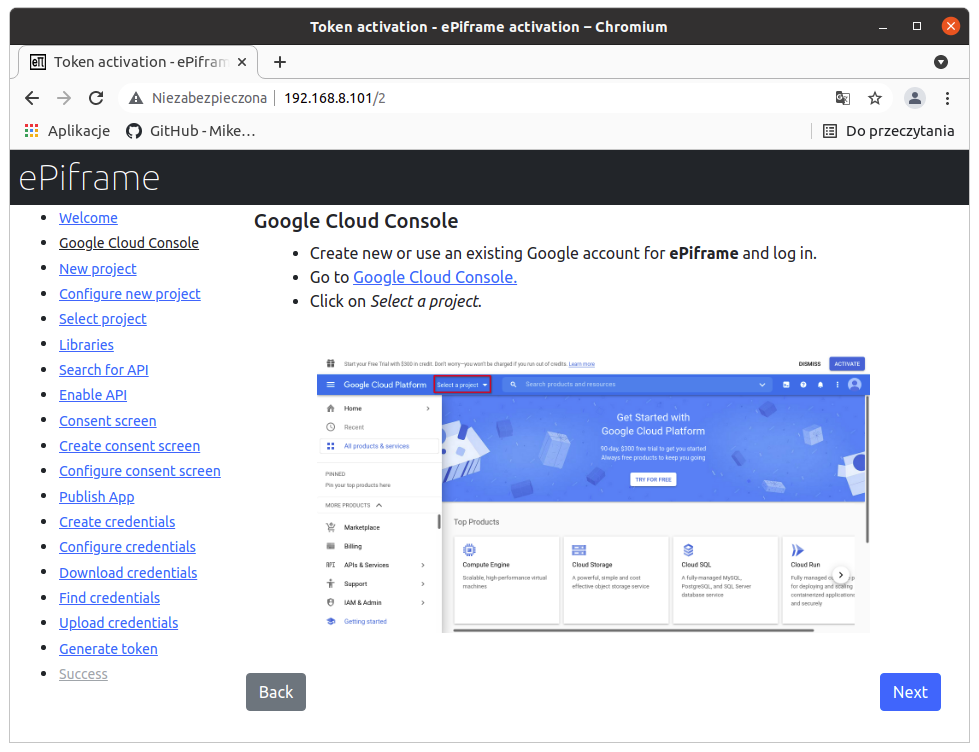 Token activation - ePiframe activation – Chromium
Token activation - ePifram
Niezabezpieczona
192.168.8.101/2
Aplikacje
GitHub - Mike…
Do przeczytania
ePiframe
Welcome
Google Cloud Console
New project
Configure new project
Select project
Libraries
Search for API
Enable API
Consent screen
Create consent screen
Configure consent screen
Publish App
Create credentials
Configure credentials
Download credentials
Find credentials
Upload credentials
Generate token
Success
Google Cloud Console
Create new or use an existing Google account for ePiframe and log in.
Go to Google Cloud Console.
Click on Select a project.
Start your Free Trial with $300 in credit. Don't worry—you won't be charged if you run out of credits. Learn more
DISMISS
ACTIVATE
Google Cloud Platform
Select a project
Search products and resources
Home
Recent
All products & services
PINNED
Pin your top products here
MORE PRODUCTS
Marketplace
Billing
API
APIs & Services
Support
IAM & Admin
Getting started
Get Started with
Google Cloud Platform
90-day, $300 free trial to get you started
Always free products to keep you going
TRY FOR FREE
Top Products
Compute Engine
Scalable, high-performance virtual
machines
Cloud Storage
A powerful, simple and cost
effective object storage service
Cloud SQL
A fully-managed MySQL,
PostgreSQL, and SQL Server
database service
Cloud Run
Fully managed
for deploying and scaling
containerized applications
and securely
Back
Next